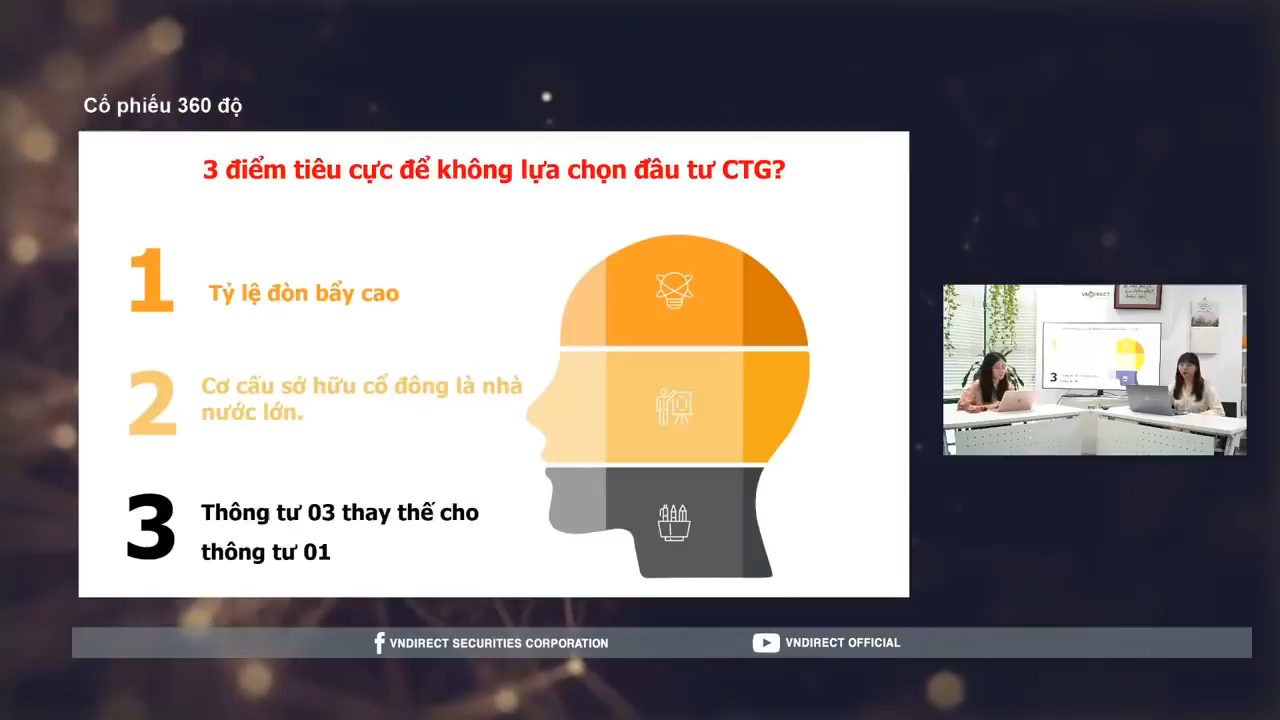 Cổ phiếu 360 độ
3 điểm tiêu cực để không lựa chọn đầu tư CTG?
1
Tỷ lệ đòn bẩy cao
2
Cơ cấu sở hữu cổ đông là nhà
nước lớn.
3
Thông tư 03 thay thế cho
thông tư 01
VNDIRECT
3
VNDIRECT SECURITIES CORPORATION
VNDIRECT OFFICIAL